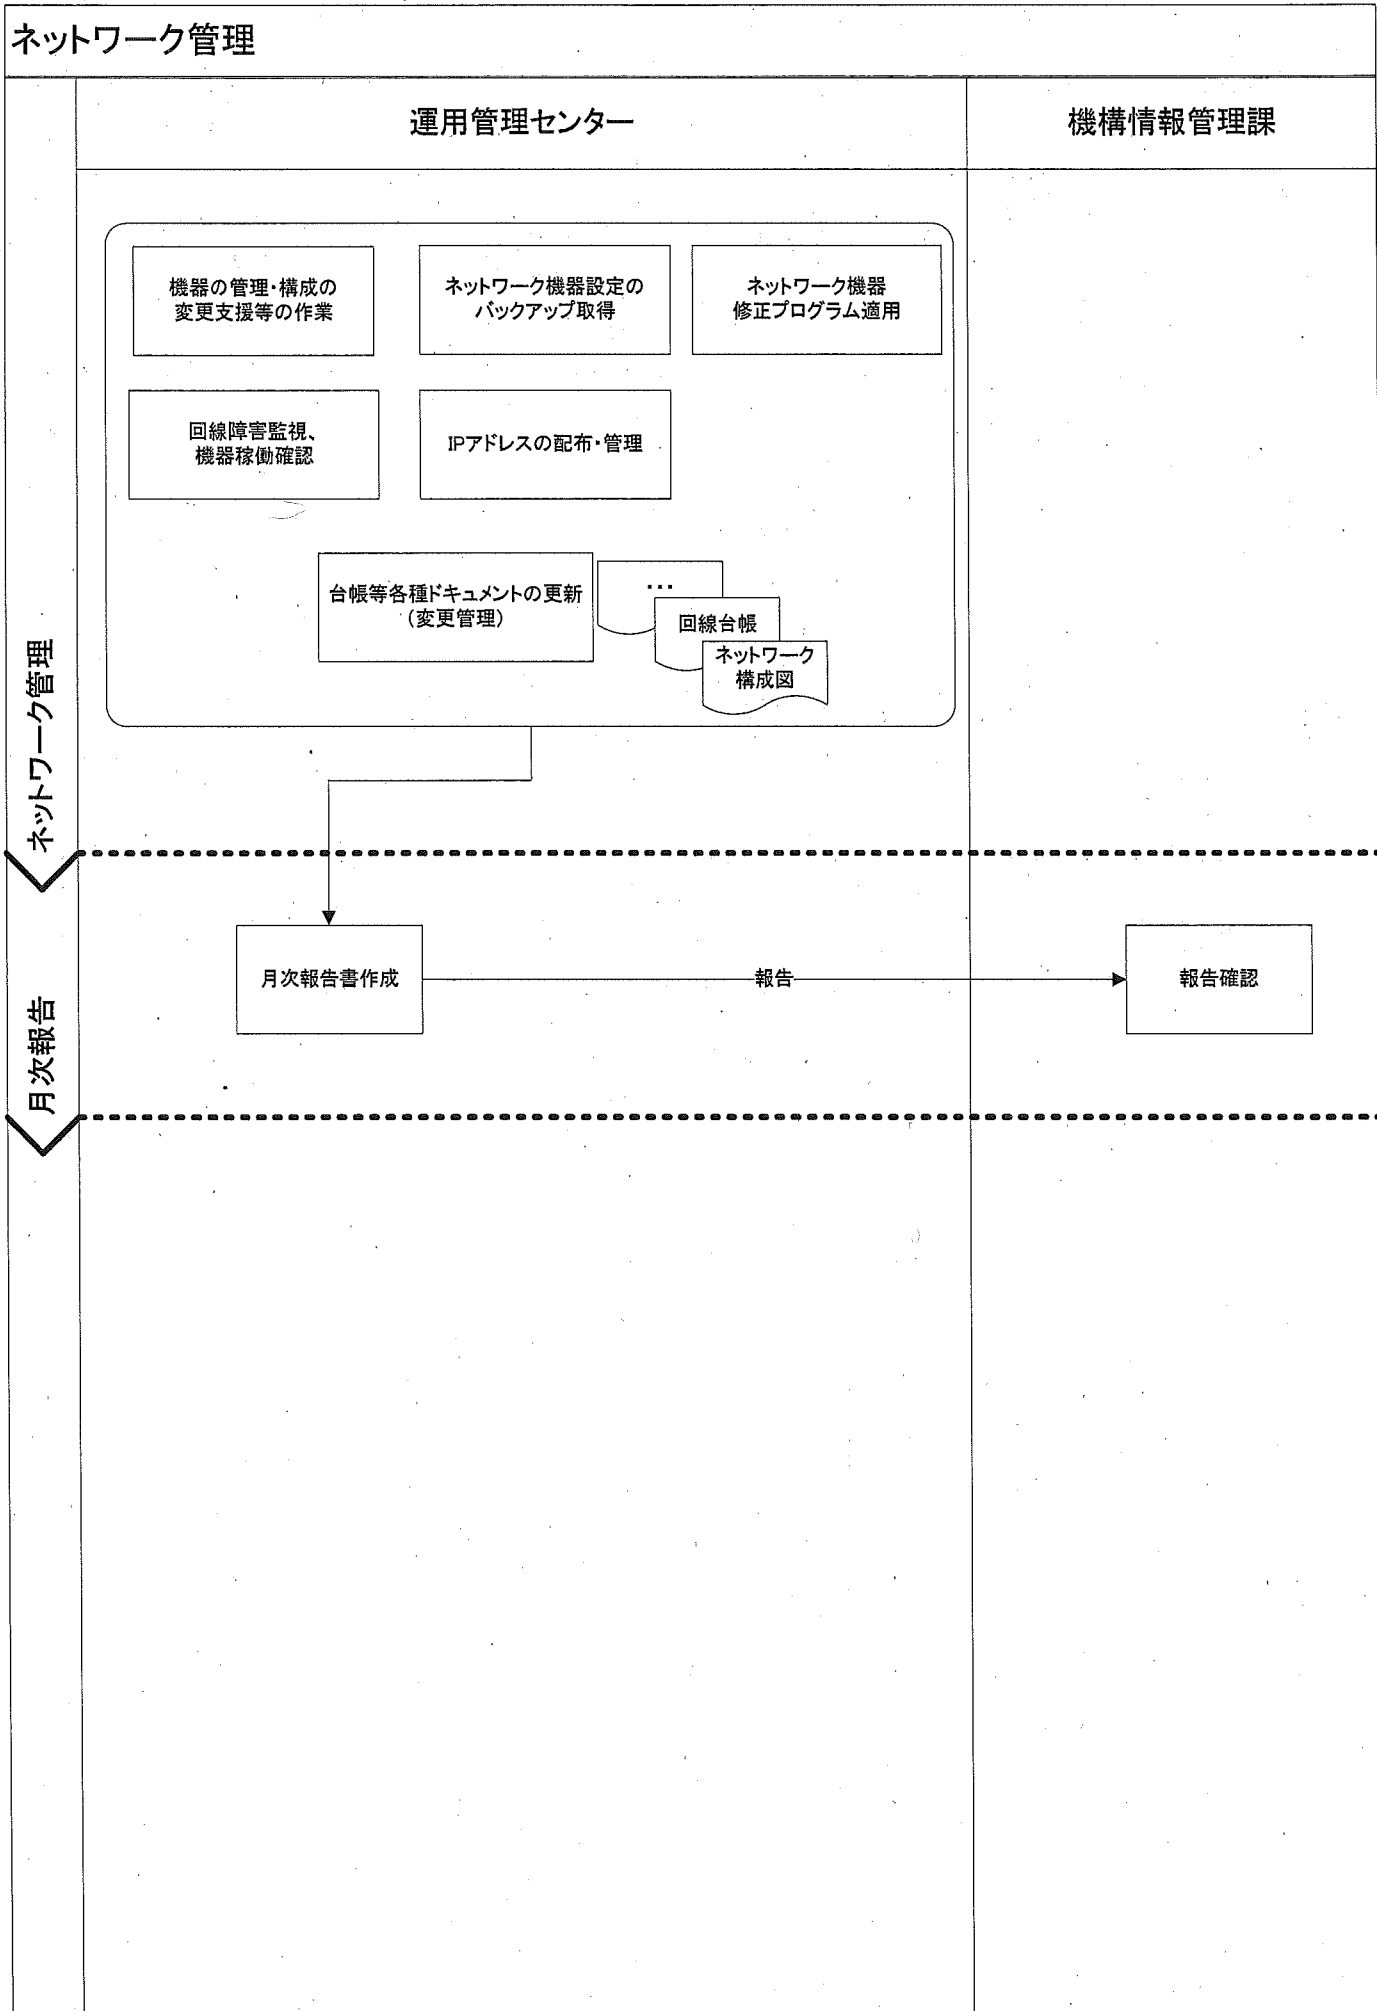 ネットワーク管理
運用管理センター
機構情報管理課
機器の管理・構成の
変更支援等の作業
ネットワーク機器設定の
バックアップ取得
ネットワーク機器
修正プログラム適用
回線障害監視、
機器稼働確認
IPアドレスの配布・管理
台帳等各種ドキュメントの更新
(変更管理)
…
回線台帳
ネットワーク
構成図
ネットワーク管理
月次報告書作成
報告
報告確認
月次報告